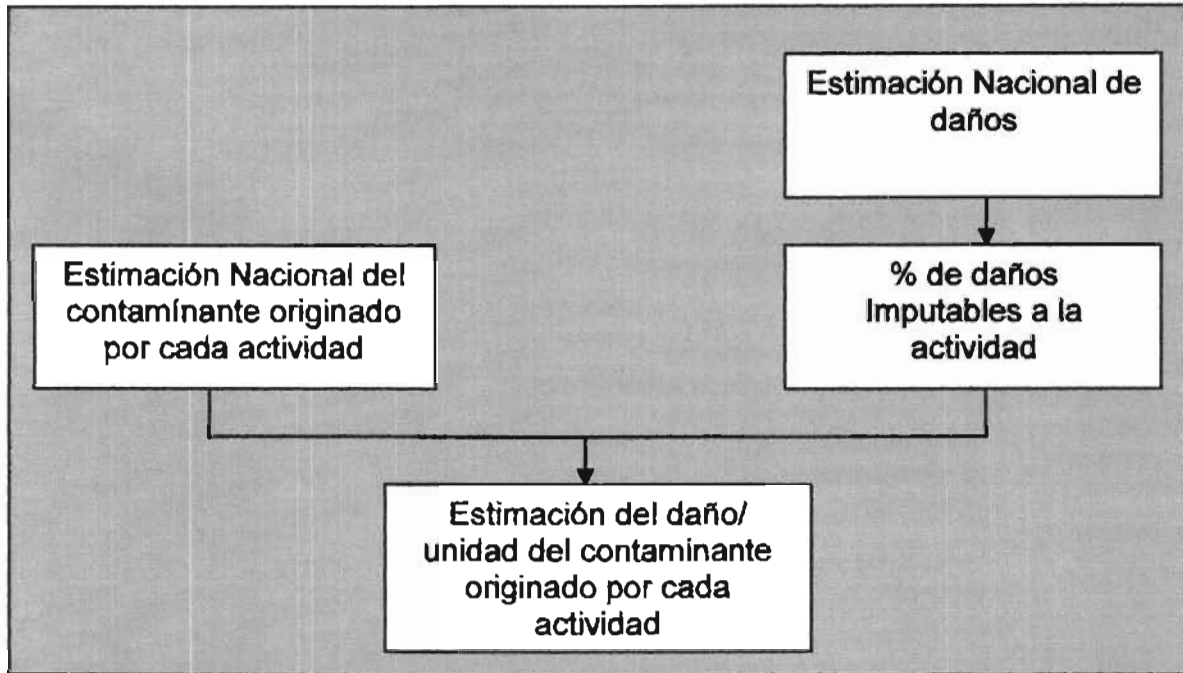 Estimación Nacional de
daños
Estimación Nacional del
contamínante originado
por cada actividad
% de daños
Imputables a la
actividad
Estimación del daño/
unidad del contaminante
originado por cada
actividad